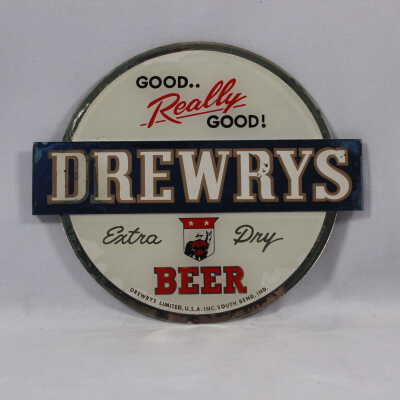 GOOD..
Really
GOOD!
DREWRYS
Extra Dry
BEER
DREWRYS LIMITED, U.S.A. INC. SOUTH BEND, IND.